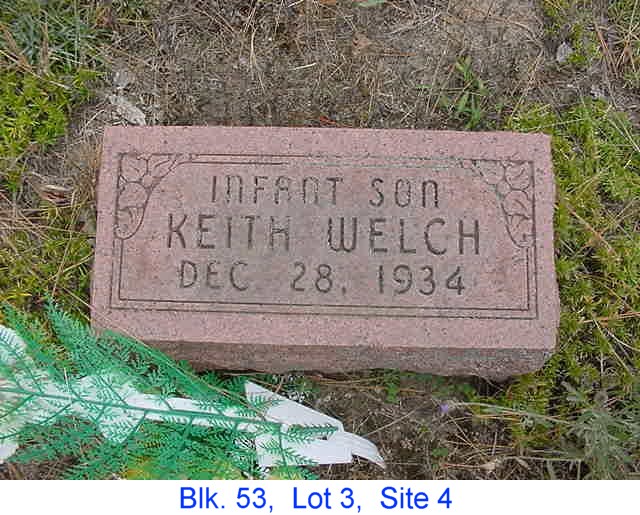 INFANT SON
KEITH WELCH
DEC 28, 1934
Blk. 53, Lot 3, Site 4